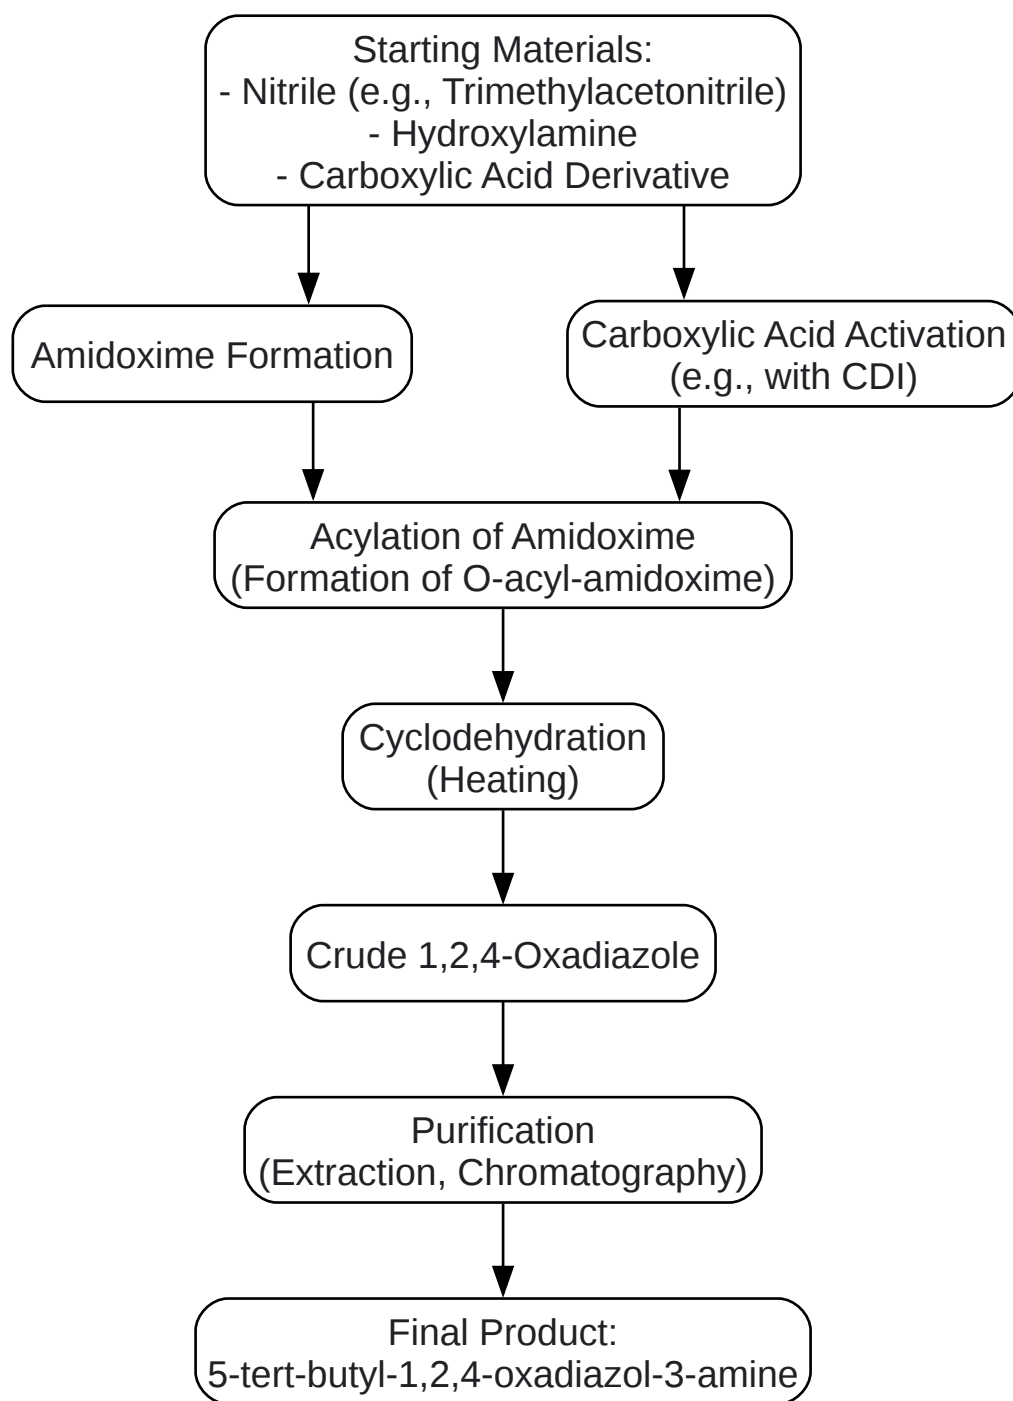 Starting Materials:
- Nitrile (e.g., Trimethylacetonitrile)
- Hydroxylamine
- Carboxylic Acid Derivative
Amidoxime Formation
Carboxylic Acid Activation
(e.g., with CDI)
Acylation of Amidoxime
(Formation of O-acyl-amidoxime)
Cyclodehydration
(Heating)
Crude 1,2,4-Oxadiazole
Purification
(Extraction, Chromatography)
Final Product:
5-tert-butyl-1,2,4-oxadiazol-3-amine